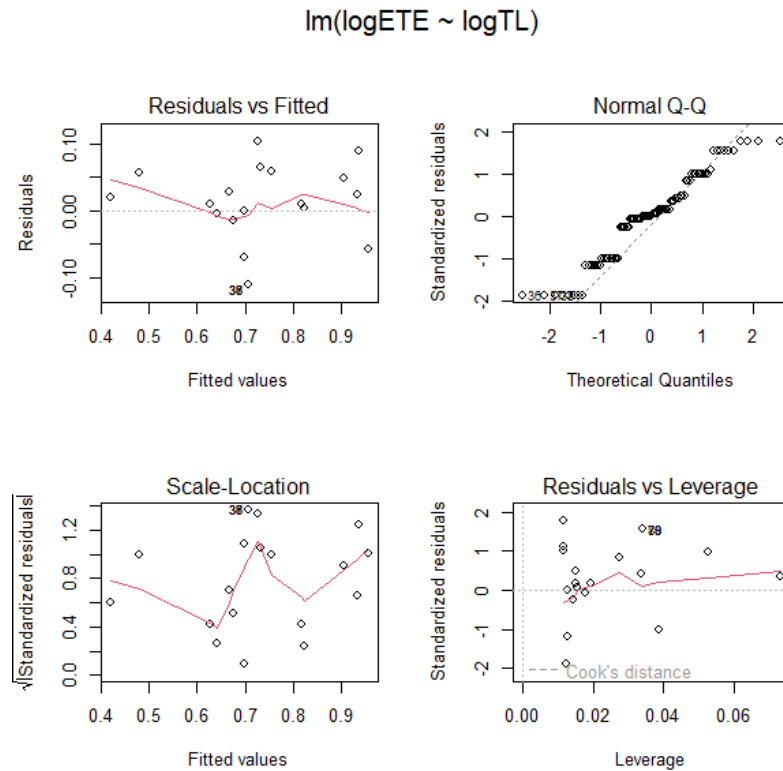 lm(logETE ~ logTL)
Residuals vs Fitted
Residuals
0.10
0.00
-0.10
0.4 0.5 0.6 0.7 0.8 0.9
Fitted values
Normal Q-Q
Standardized residuals
2
1
0
-1
-2
-2 -1 0 1 2
Theoretical Quantiles
Scale-Location
√|Standardized residuals|
1.2
0.8
0.4
0.0
0.4 0.5 0.6 0.7 0.8 0.9
Fitted values
Residuals vs Leverage
Standardized residuals
2
1
0
-1
-2
Cook's distance
0.00 0.02 0.04 0.06
Leverage